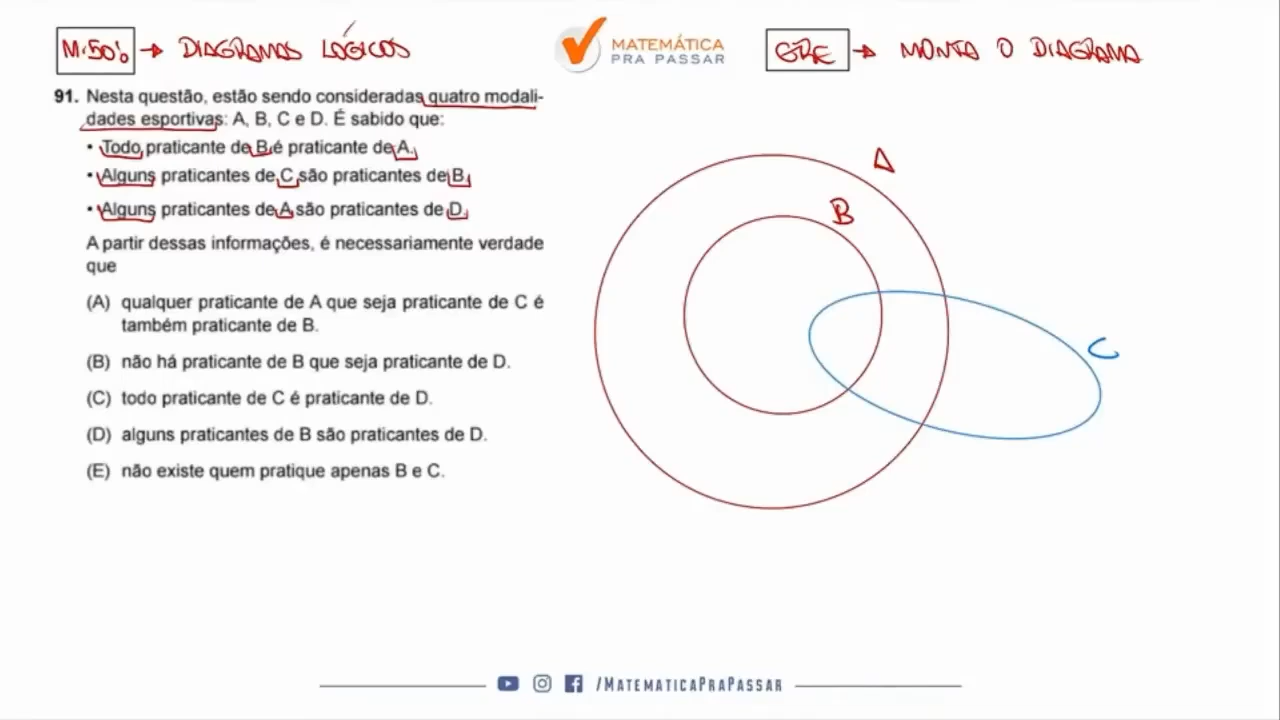 M.50% → DIAGRAMAS LÓGICOS
MATEMÁTICA
PRA PASSAR
→ MONTA O DIAGRAMA
91. Nesta questão, estão sendo consideradas quatro modali-
dades esportivas: A, B, C e D. É sabido que:
• Todo praticante de B é praticante de A.
• Alguns praticantes de C são praticantes de B.
• Alguns praticantes de A são praticantes de D.
A partir dessas informações, é necessariamente verdade
que
(A) qualquer praticante de A que seja praticante de C é
também praticante de B.
(B) não há praticante de B que seja praticante de D.
(C) todo praticante de C é praticante de D.
(D) alguns praticantes de B são praticantes de D.
(E) não existe quem pratique apenas B e C.
A
B
C
/MATEMATICAPRAPASSAR